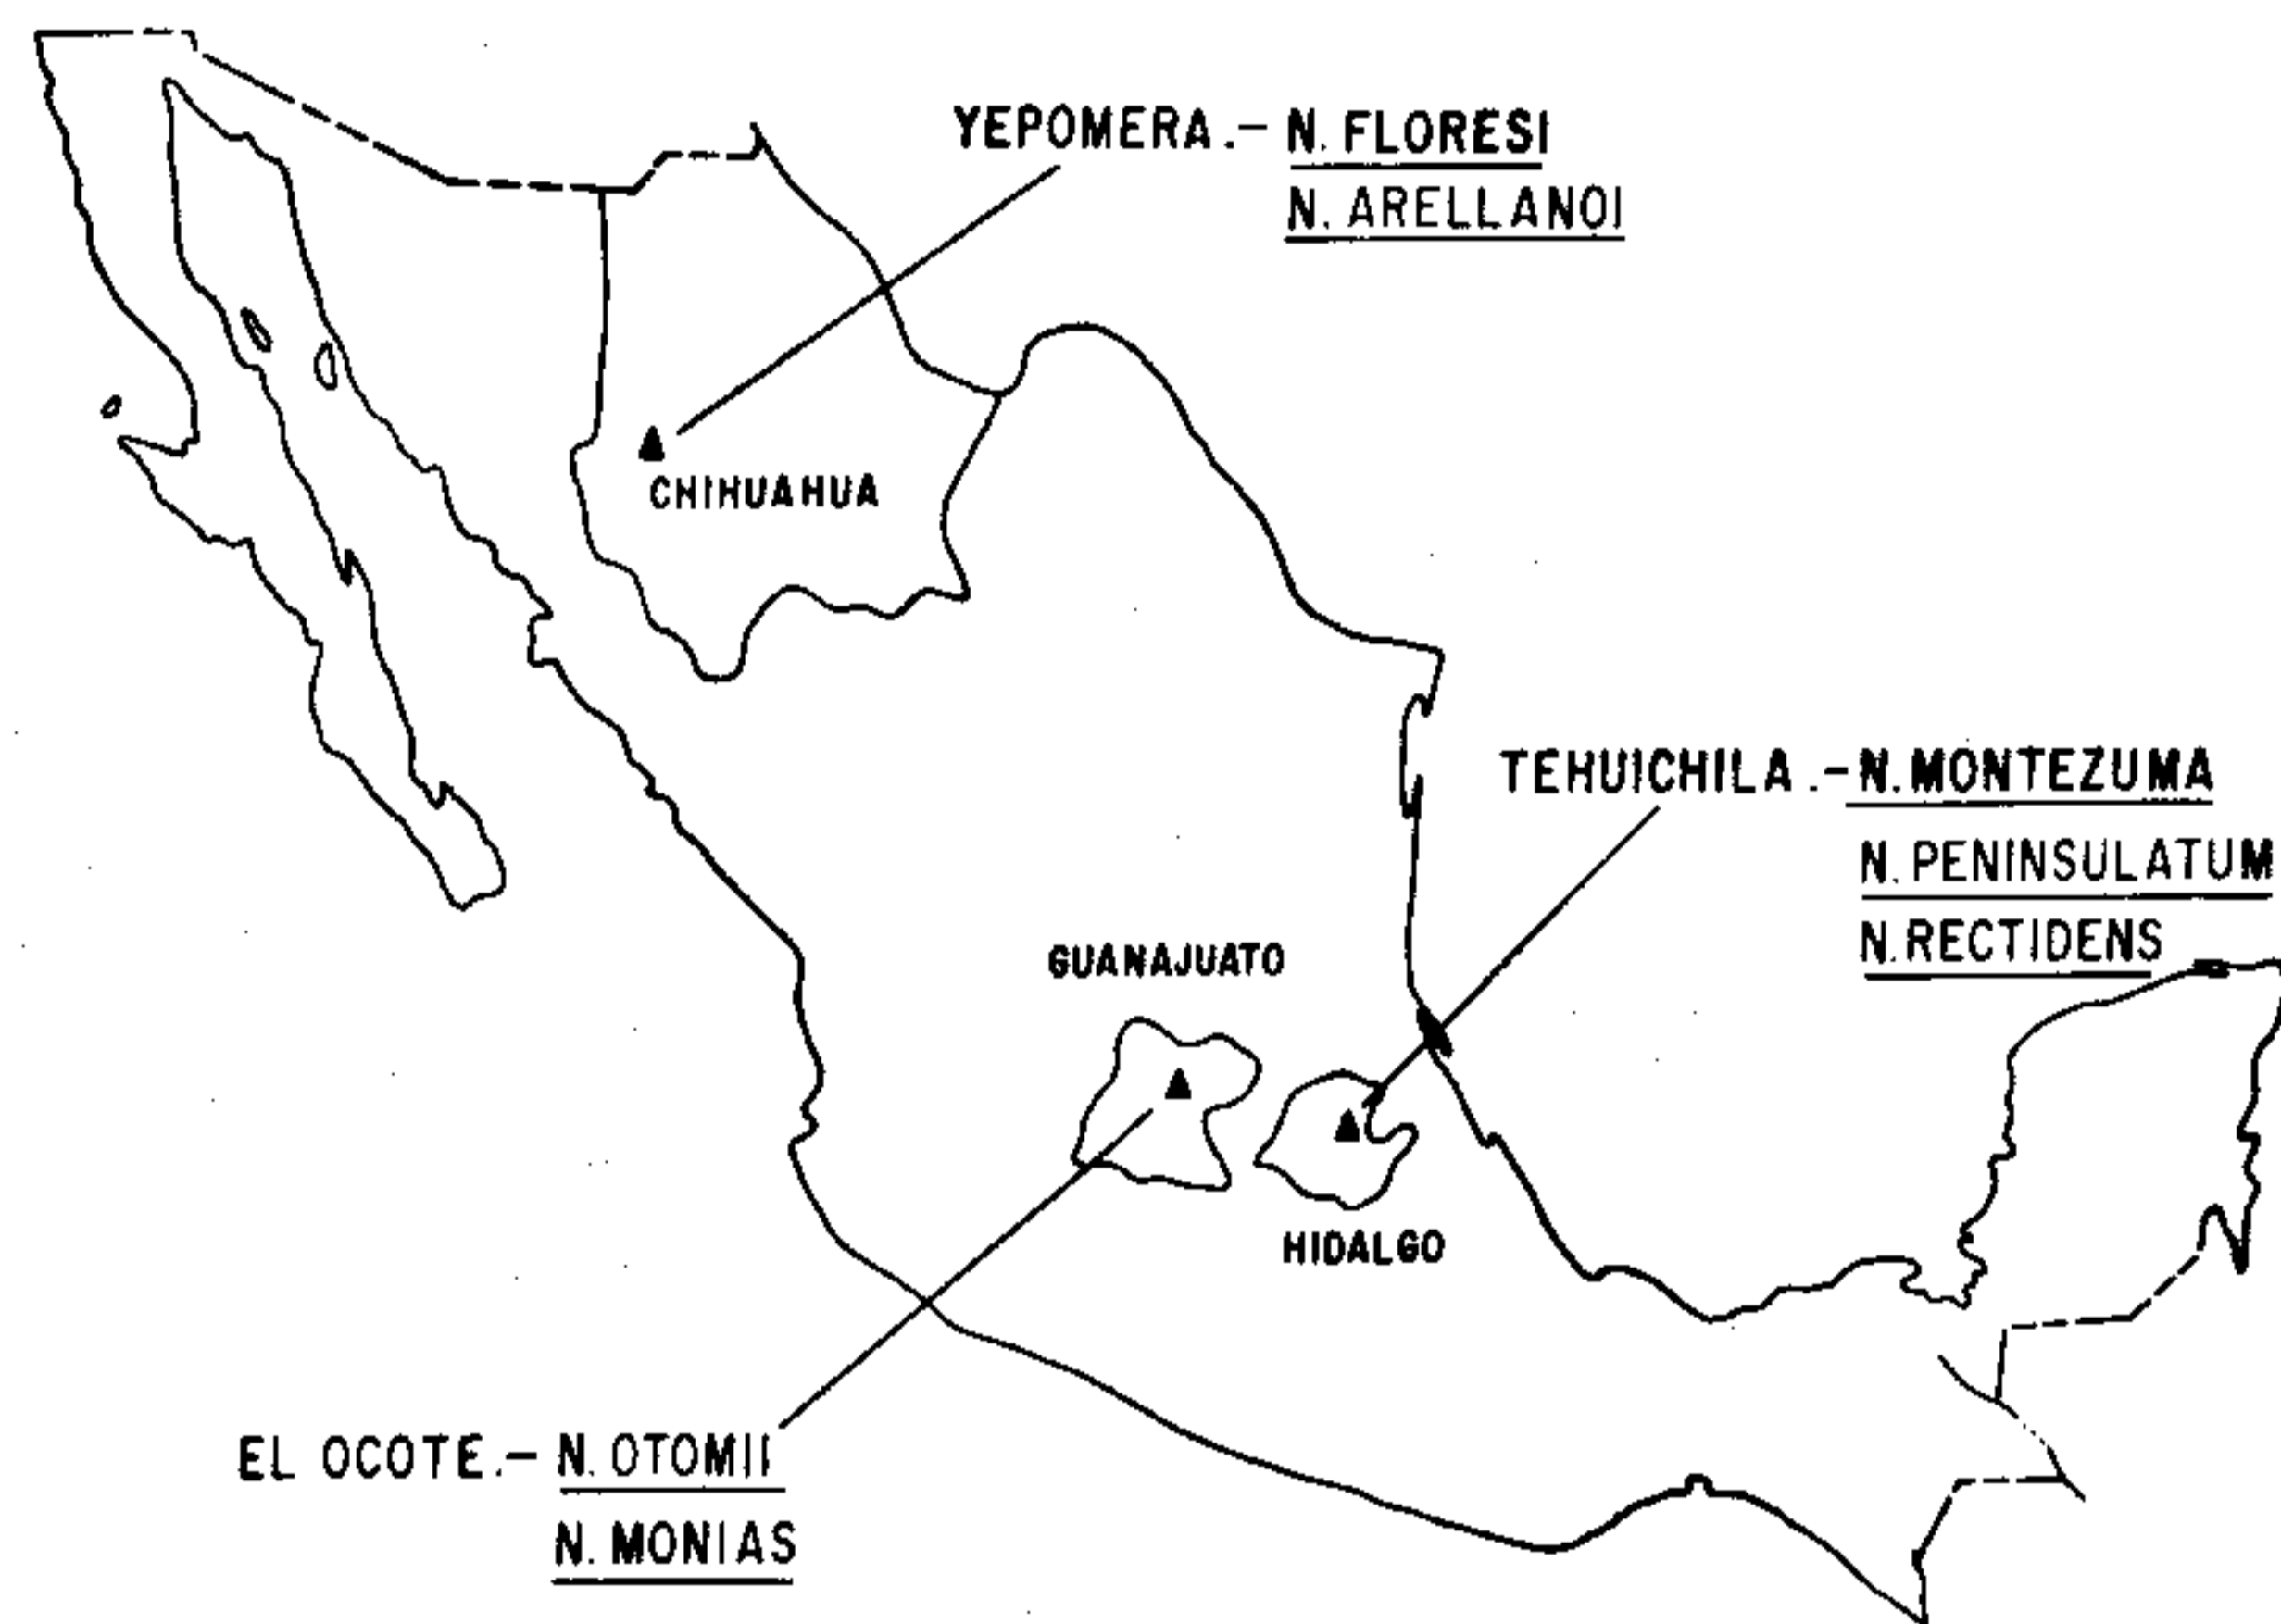 YEPOMERA.- N. FLORESI
N. ARELLANOI
CHIHUAHUA
TEHUICHILA.- N. MONTEZUMA
N. PENINSULATUM
N. RECTIDENS
GUANAJUATO
HIDALGO
EL OCOTE.- N. OTOMII
N. MONIAS